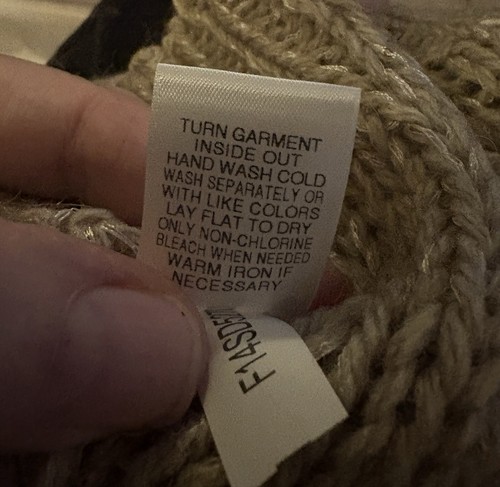 TURN GARMENT
INSIDE OUT
HAND WASH COLD
WASH SEPARATELY OR
WITH LIKE COLORS
LAY FLAT TO DRY
ONLY NON-CHLORINE
BLEACH WHEN NEEDED
WARM IRON IF
NECESSARY